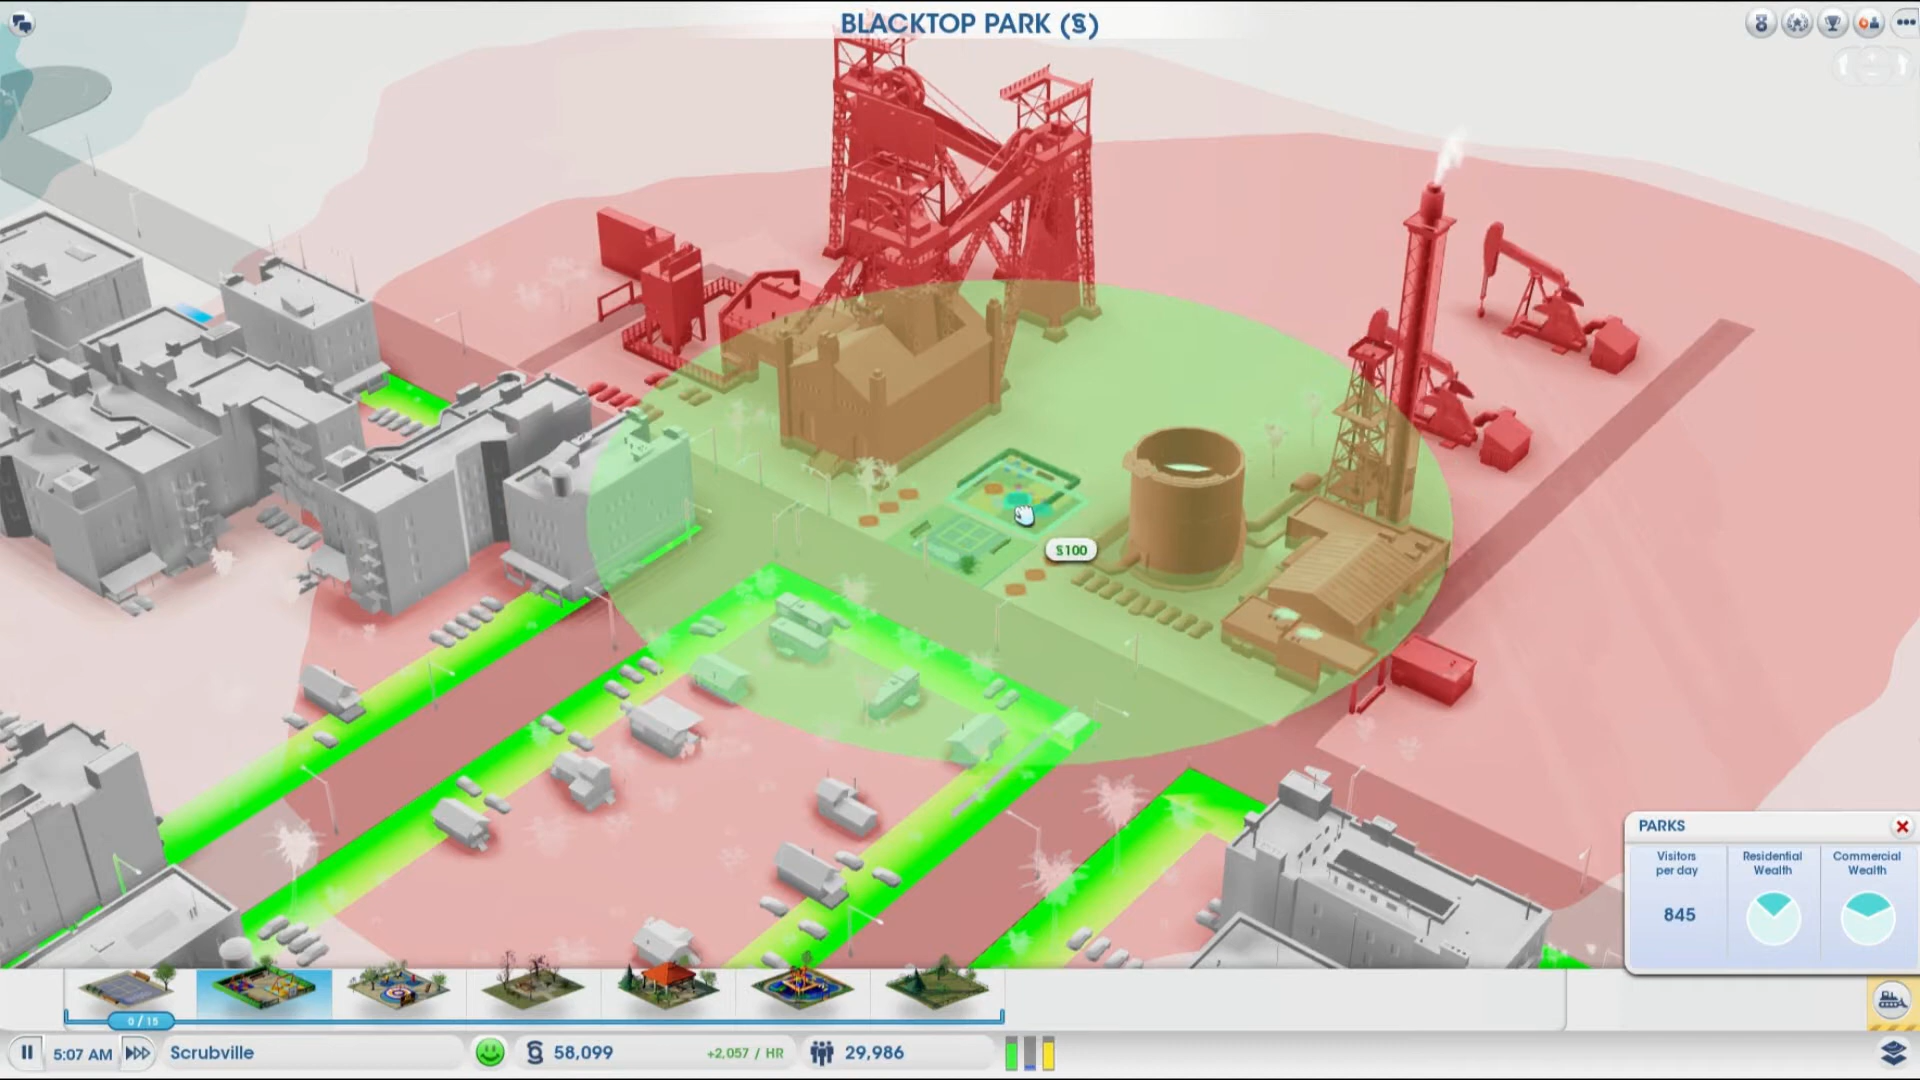 BLACKTOP PARK (§)
§100
PARKS
Visitors per day
Residential Wealth
Commercial Wealth
845
0 / 15
5:07 AM
Scrubville
58,099
+2,057 / HR
29,986